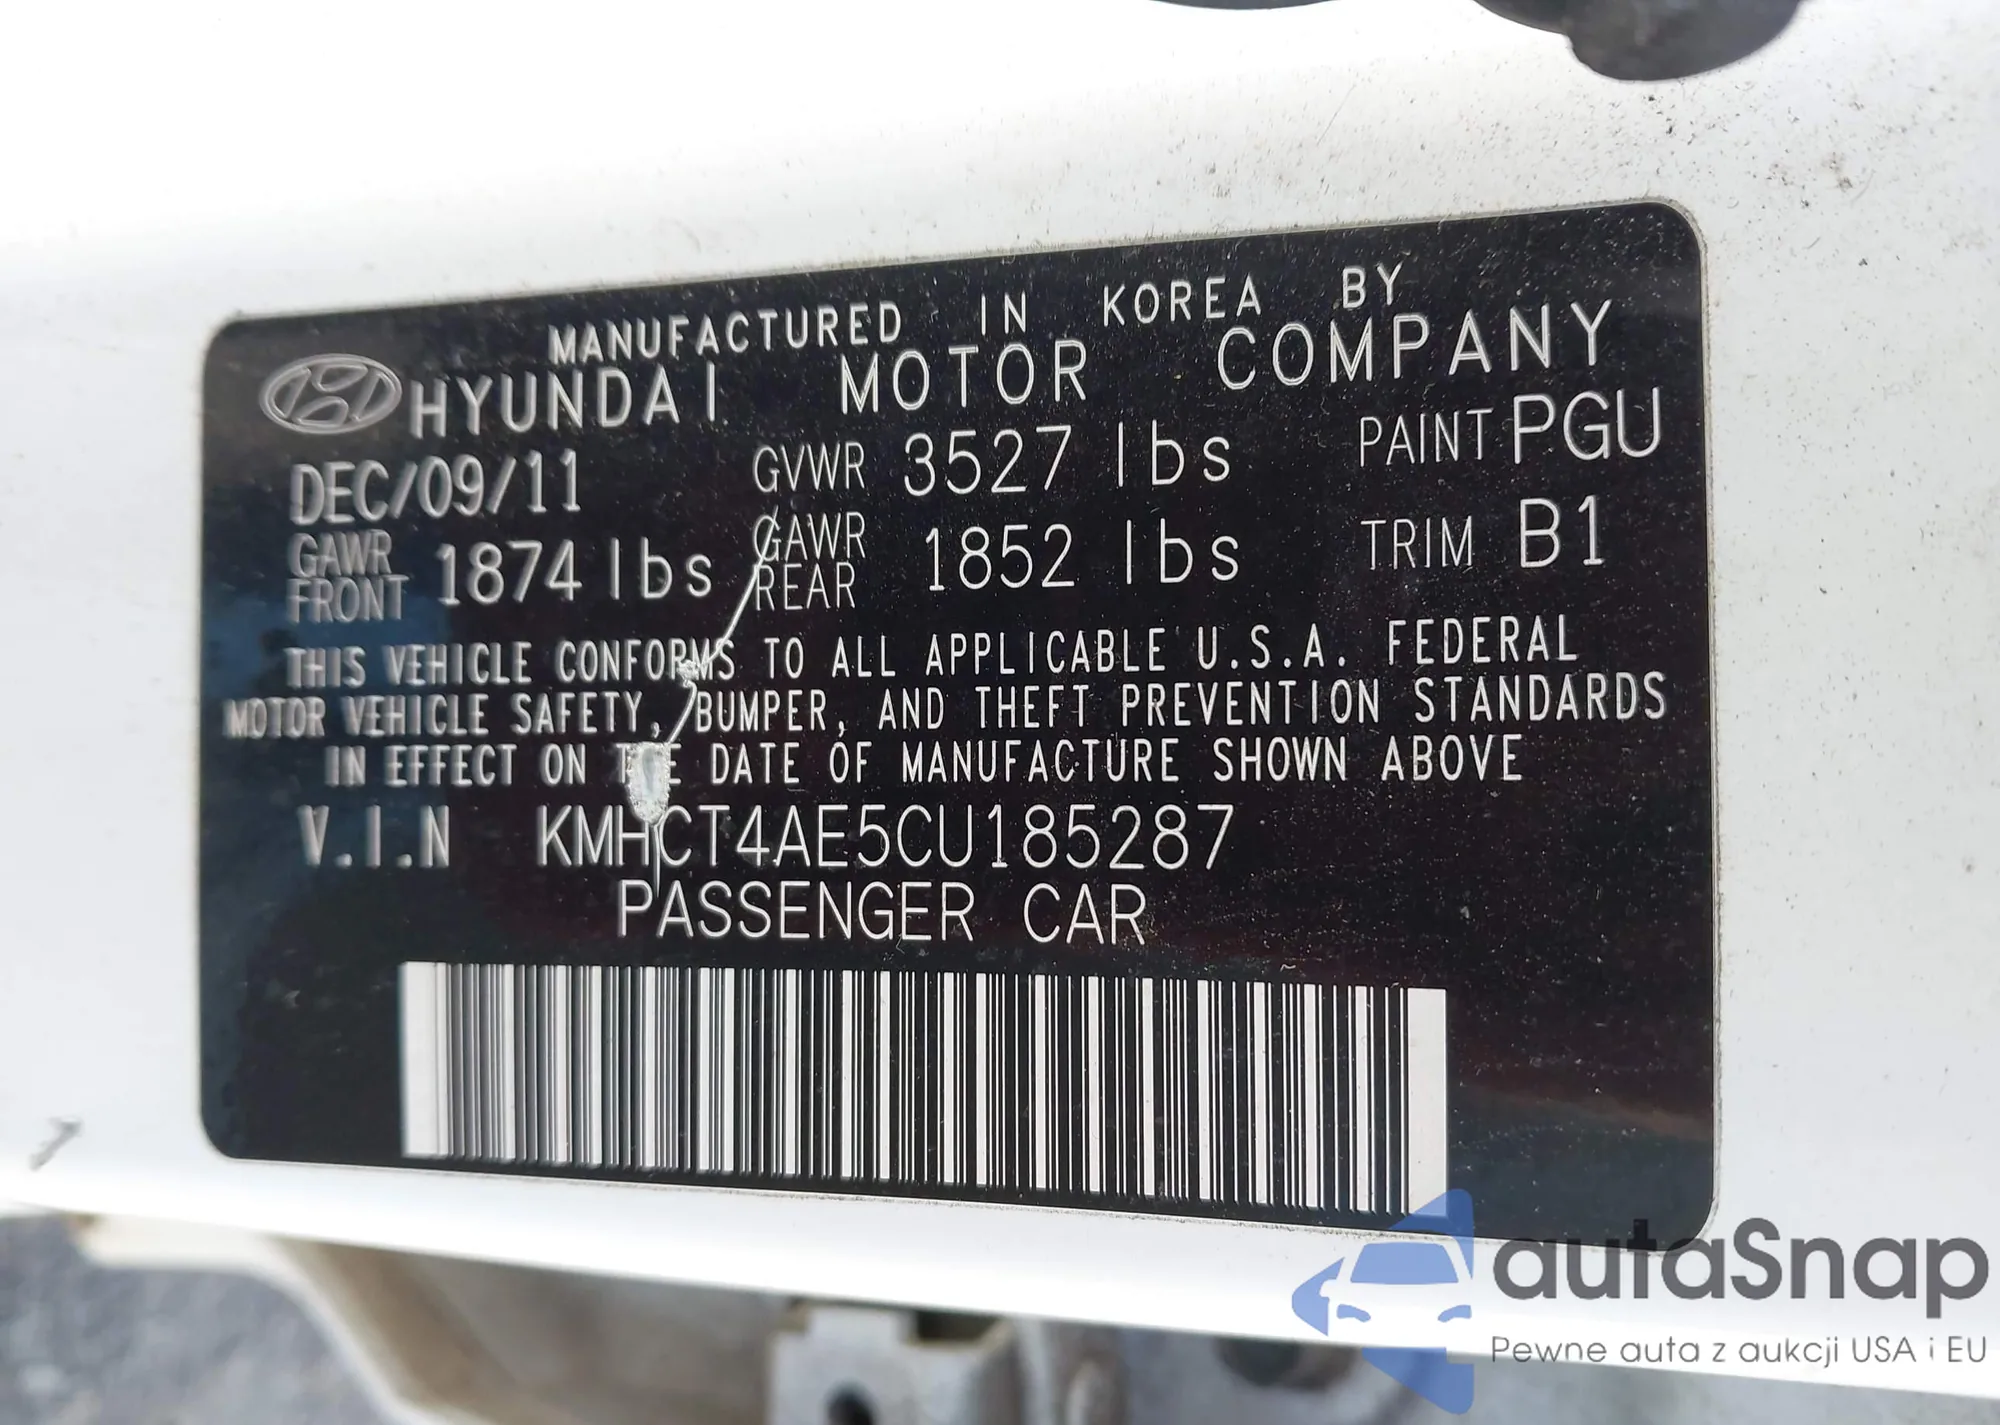 MANUFACTURED IN KOREA BY
HYUNDAI MOTOR COMPANY
DEC/09/11 GVWR 3527 lbs PAINT PGU
GAWR FRONT 1874 lbs GAWR REAR 1852 lbs TRIM B1
THIS VEHICLE CONFORMS TO ALL APPLICABLE U.S.A. FEDERAL
MOTOR VEHICLE SAFETY, BUMPER, AND THEFT PREVENTION STANDARDS
IN EFFECT ON THE DATE OF MANUFACTURE SHOWN ABOVE
V.I.N KMHCT4AE5CU185287
PASSENGER CAR
autaSnap
Pewne auta z aukcji USA i EU